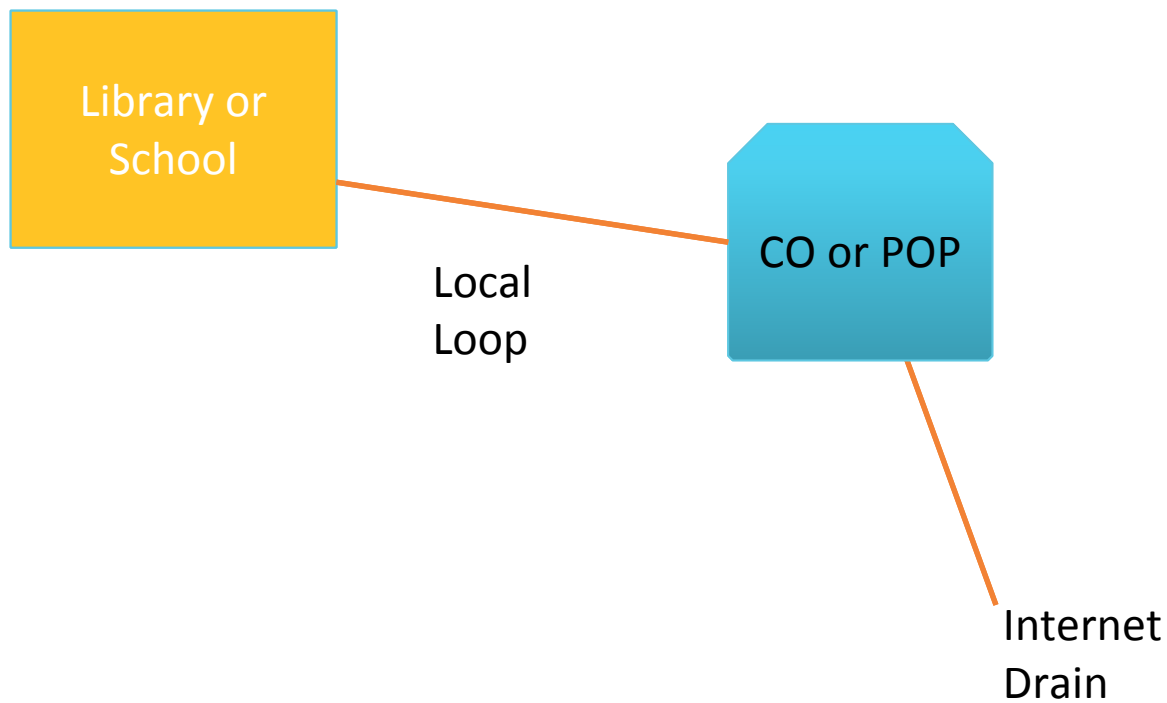 Library or
School
CO or POP
Local
Loop
Internet
Drain